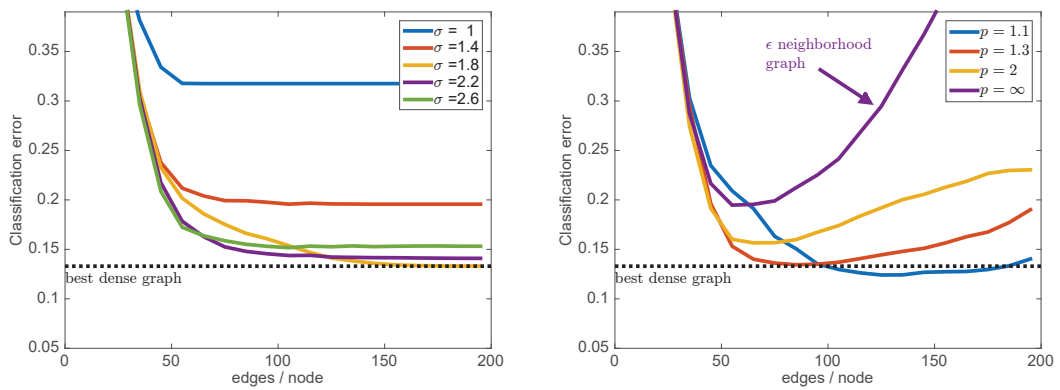 Classification error
0.35
0.3
0.25
0.2
0.15
0.1
0.05
0
50
100
150
200
edges / node
σ = 1
σ =1.4
σ =1.8
σ =2.2
σ =2.6
best dense graph
Classification error
0.35
0.3
0.25
0.2
0.15
0.1
0.05
0
50
100
150
200
edges / node
ϵ neighborhood
graph
p = 1.1
p = 1.3
p = 2
p = ∞
best dense graph